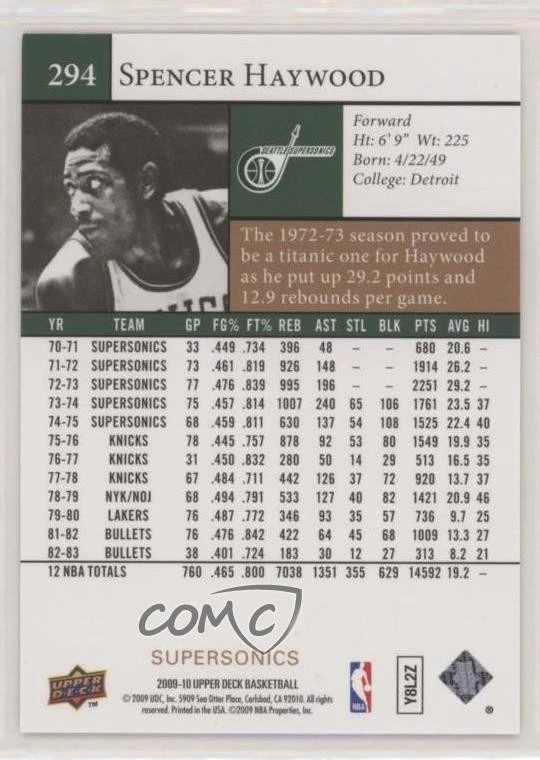 294 SPENCER HAYWOOD
SEATTLE SUPERSONICS
Forward
Ht: 6' 9" Wt: 225
Born: 4/22/49
College: Detroit
The 1972-73 season proved to
be a titanic one for Haywood
as he put up 29.2 points and
12.9 rebounds per game.
YR TEAM GP FG% FT% REB AST STL BLK PTS AVG HI
70-71 SUPERSONICS 33 .449 .734 396 48 – – 680 20.6 –
71-72 SUPERSONICS 73 .461 .819 926 148 – – 1914 26.2 –
72-73 SUPERSONICS 77 .476 .839 995 196 – – 2251 29.2 –
73-74 SUPERSONICS 75 .457 .814 1007 240 65 106 1761 23.5 37
74-75 SUPERSONICS 68 .459 .811 630 137 54 108 1525 22.4 40
75-76 KNICKS 78 .445 .757 878 92 53 80 1549 19.9 35
76-77 KNICKS 31 .450 .832 280 50 14 29 513 16.5 35
77-78 KNICKS 67 .484 .711 442 126 37 72 920 13.7 37
78-79 NYK/NOJ 68 .494 .791 533 127 40 82 1421 20.9 46
79-80 LAKERS 76 .487 .772 346 93 35 57 736 9.7 25
81-82 BULLETS 76 .476 .842 422 64 45 68 1009 13.3 27
82-83 BULLETS 38 .401 .724 183 30 12 27 313 8.2 21
12 NBA TOTALS 760 .465 .800 7038 1351 355 629 14592 19.2 –
COMC
SUPERSONICS
UPPER DECK TM
2009-10 UPPER DECK BASKETBALL
© 2009 UDC, Inc. 5909 Sea Otter Place, Carlsbad, CA 92010. All rights
reserved. Printed in the USA. ©2009 NBA Properties, Inc.
NBA
Y8L2Z
®